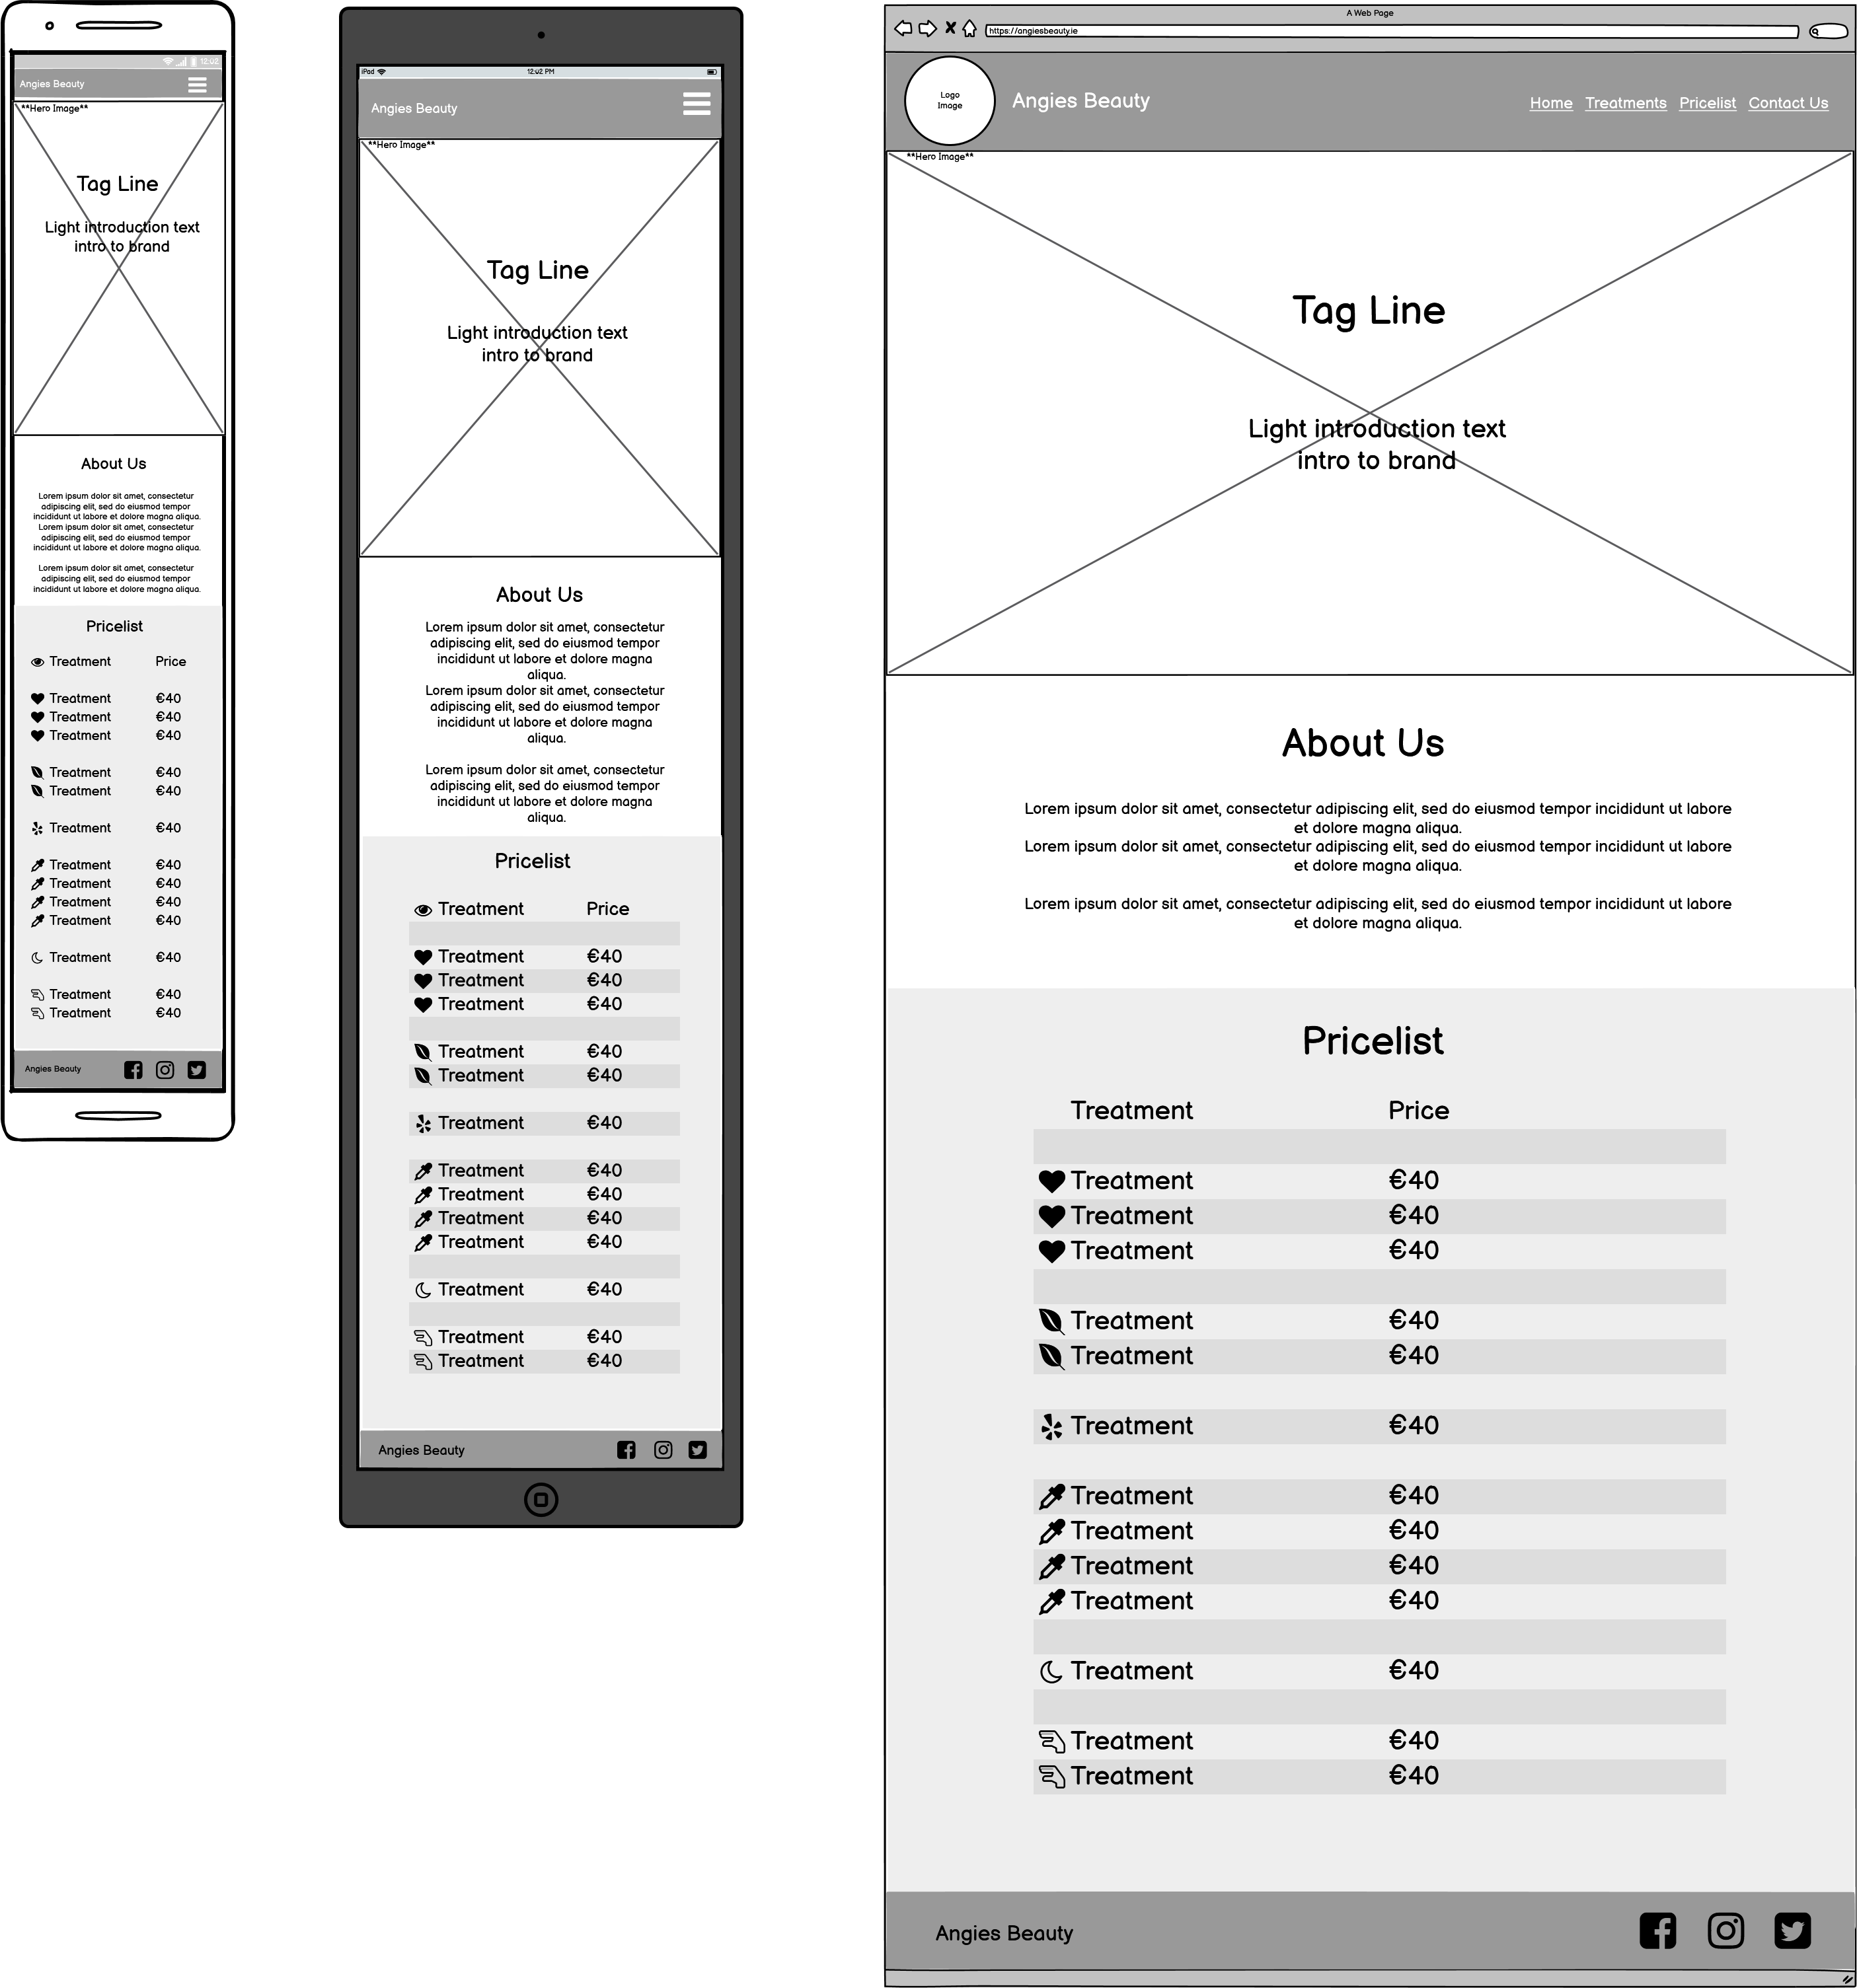 12:02
Angies Beauty
**Hero Image**
Tag Line
Light introduction text
intro to brand
About Us
Lorem ipsum dolor sit amet, consectetur
adipiscing elit, sed do eiusmod tempor
incididunt ut labore et dolore magna aliqua.
Lorem ipsum dolor sit amet, consectetur
adipiscing elit, sed do eiusmod tempor
incididunt ut labore et dolore magna aliqua.
Lorem ipsum dolor sit amet, consectetur
adipiscing elit, sed do eiusmod tempor
incididunt ut labore et dolore magna aliqua.
Pricelist
Treatment Price
Treatment €40
Treatment €40
Treatment €40
Treatment €40
Treatment €40
Treatment €40
Treatment €40
Treatment €40
Treatment €40
Treatment €40
Treatment €40
Treatment €40
Treatment €40
Angies Beauty
iPad 12:02 PM
Angies Beauty
**Hero Image**
Tag Line
Light introduction text
intro to brand
About Us
Lorem ipsum dolor sit amet, consectetur
adipiscing elit, sed do eiusmod tempor
incididunt ut labore et dolore magna
aliqua.
Lorem ipsum dolor sit amet, consectetur
adipiscing elit, sed do eiusmod tempor
incididunt ut labore et dolore magna
aliqua.
Lorem ipsum dolor sit amet, consectetur
adipiscing elit, sed do eiusmod tempor
incididunt ut labore et dolore magna
aliqua.
Pricelist
Treatment Price
Treatment €40
Treatment €40
Treatment €40
Treatment €40
Treatment €40
Treatment €40
Treatment €40
Treatment €40
Treatment €40
Treatment €40
Treatment €40
Treatment €40
Treatment €40
Angies Beauty
A Web Page
https://angiesbeauty.ie
Logo
Image
Angies Beauty
Home Treatments Pricelist Contact Us
**Hero Image**
Tag Line
Light introduction text
intro to brand
About Us
Lorem ipsum dolor sit amet, consectetur adipiscing elit, sed do eiusmod tempor incididunt ut labore
et dolore magna aliqua.
Lorem ipsum dolor sit amet, consectetur adipiscing elit, sed do eiusmod tempor incididunt ut labore
et dolore magna aliqua.
Lorem ipsum dolor sit amet, consectetur adipiscing elit, sed do eiusmod tempor incididunt ut labore
et dolore magna aliqua.
Pricelist
Treatment Price
Treatment €40
Treatment €40
Treatment €40
Treatment €40
Treatment €40
Treatment €40
Treatment €40
Treatment €40
Treatment €40
Treatment €40
Treatment €40
Treatment €40
Treatment €40
Angies Beauty